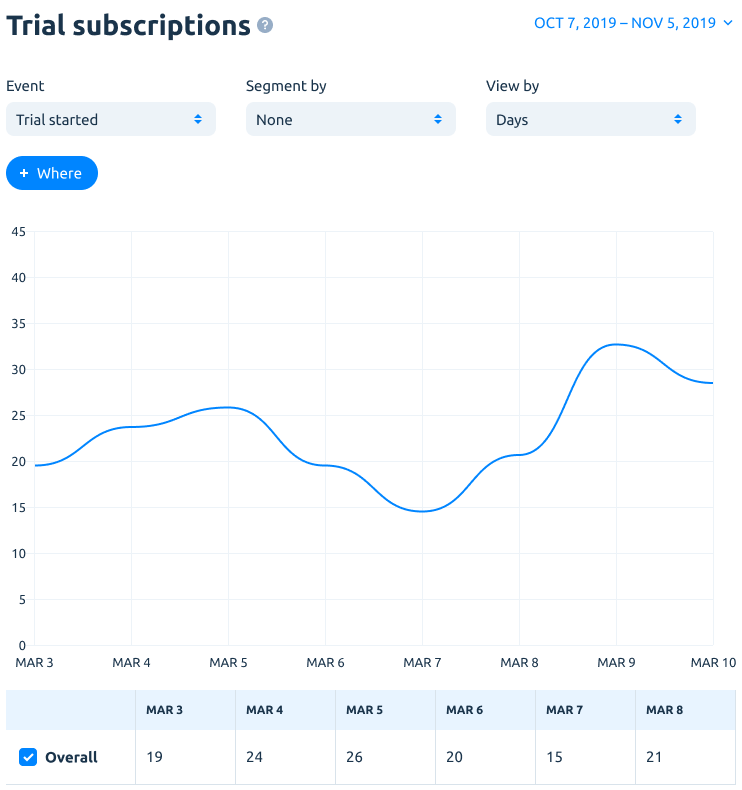 Trial subscriptions ?
OCT 7, 2019 – NOV 5, 2019
Event
Segment by
View by
Trial started
None
Days
+ Where
45
40
35
30
25
20
15
10
5
0
MAR 3 MAR 4 MAR 5 MAR 6 MAR 7 MAR 8 MAR 9 MAR 10
MAR 3 MAR 4 MAR 5 MAR 6 MAR 7 MAR 8
Overall 19 24 26 20 15 21